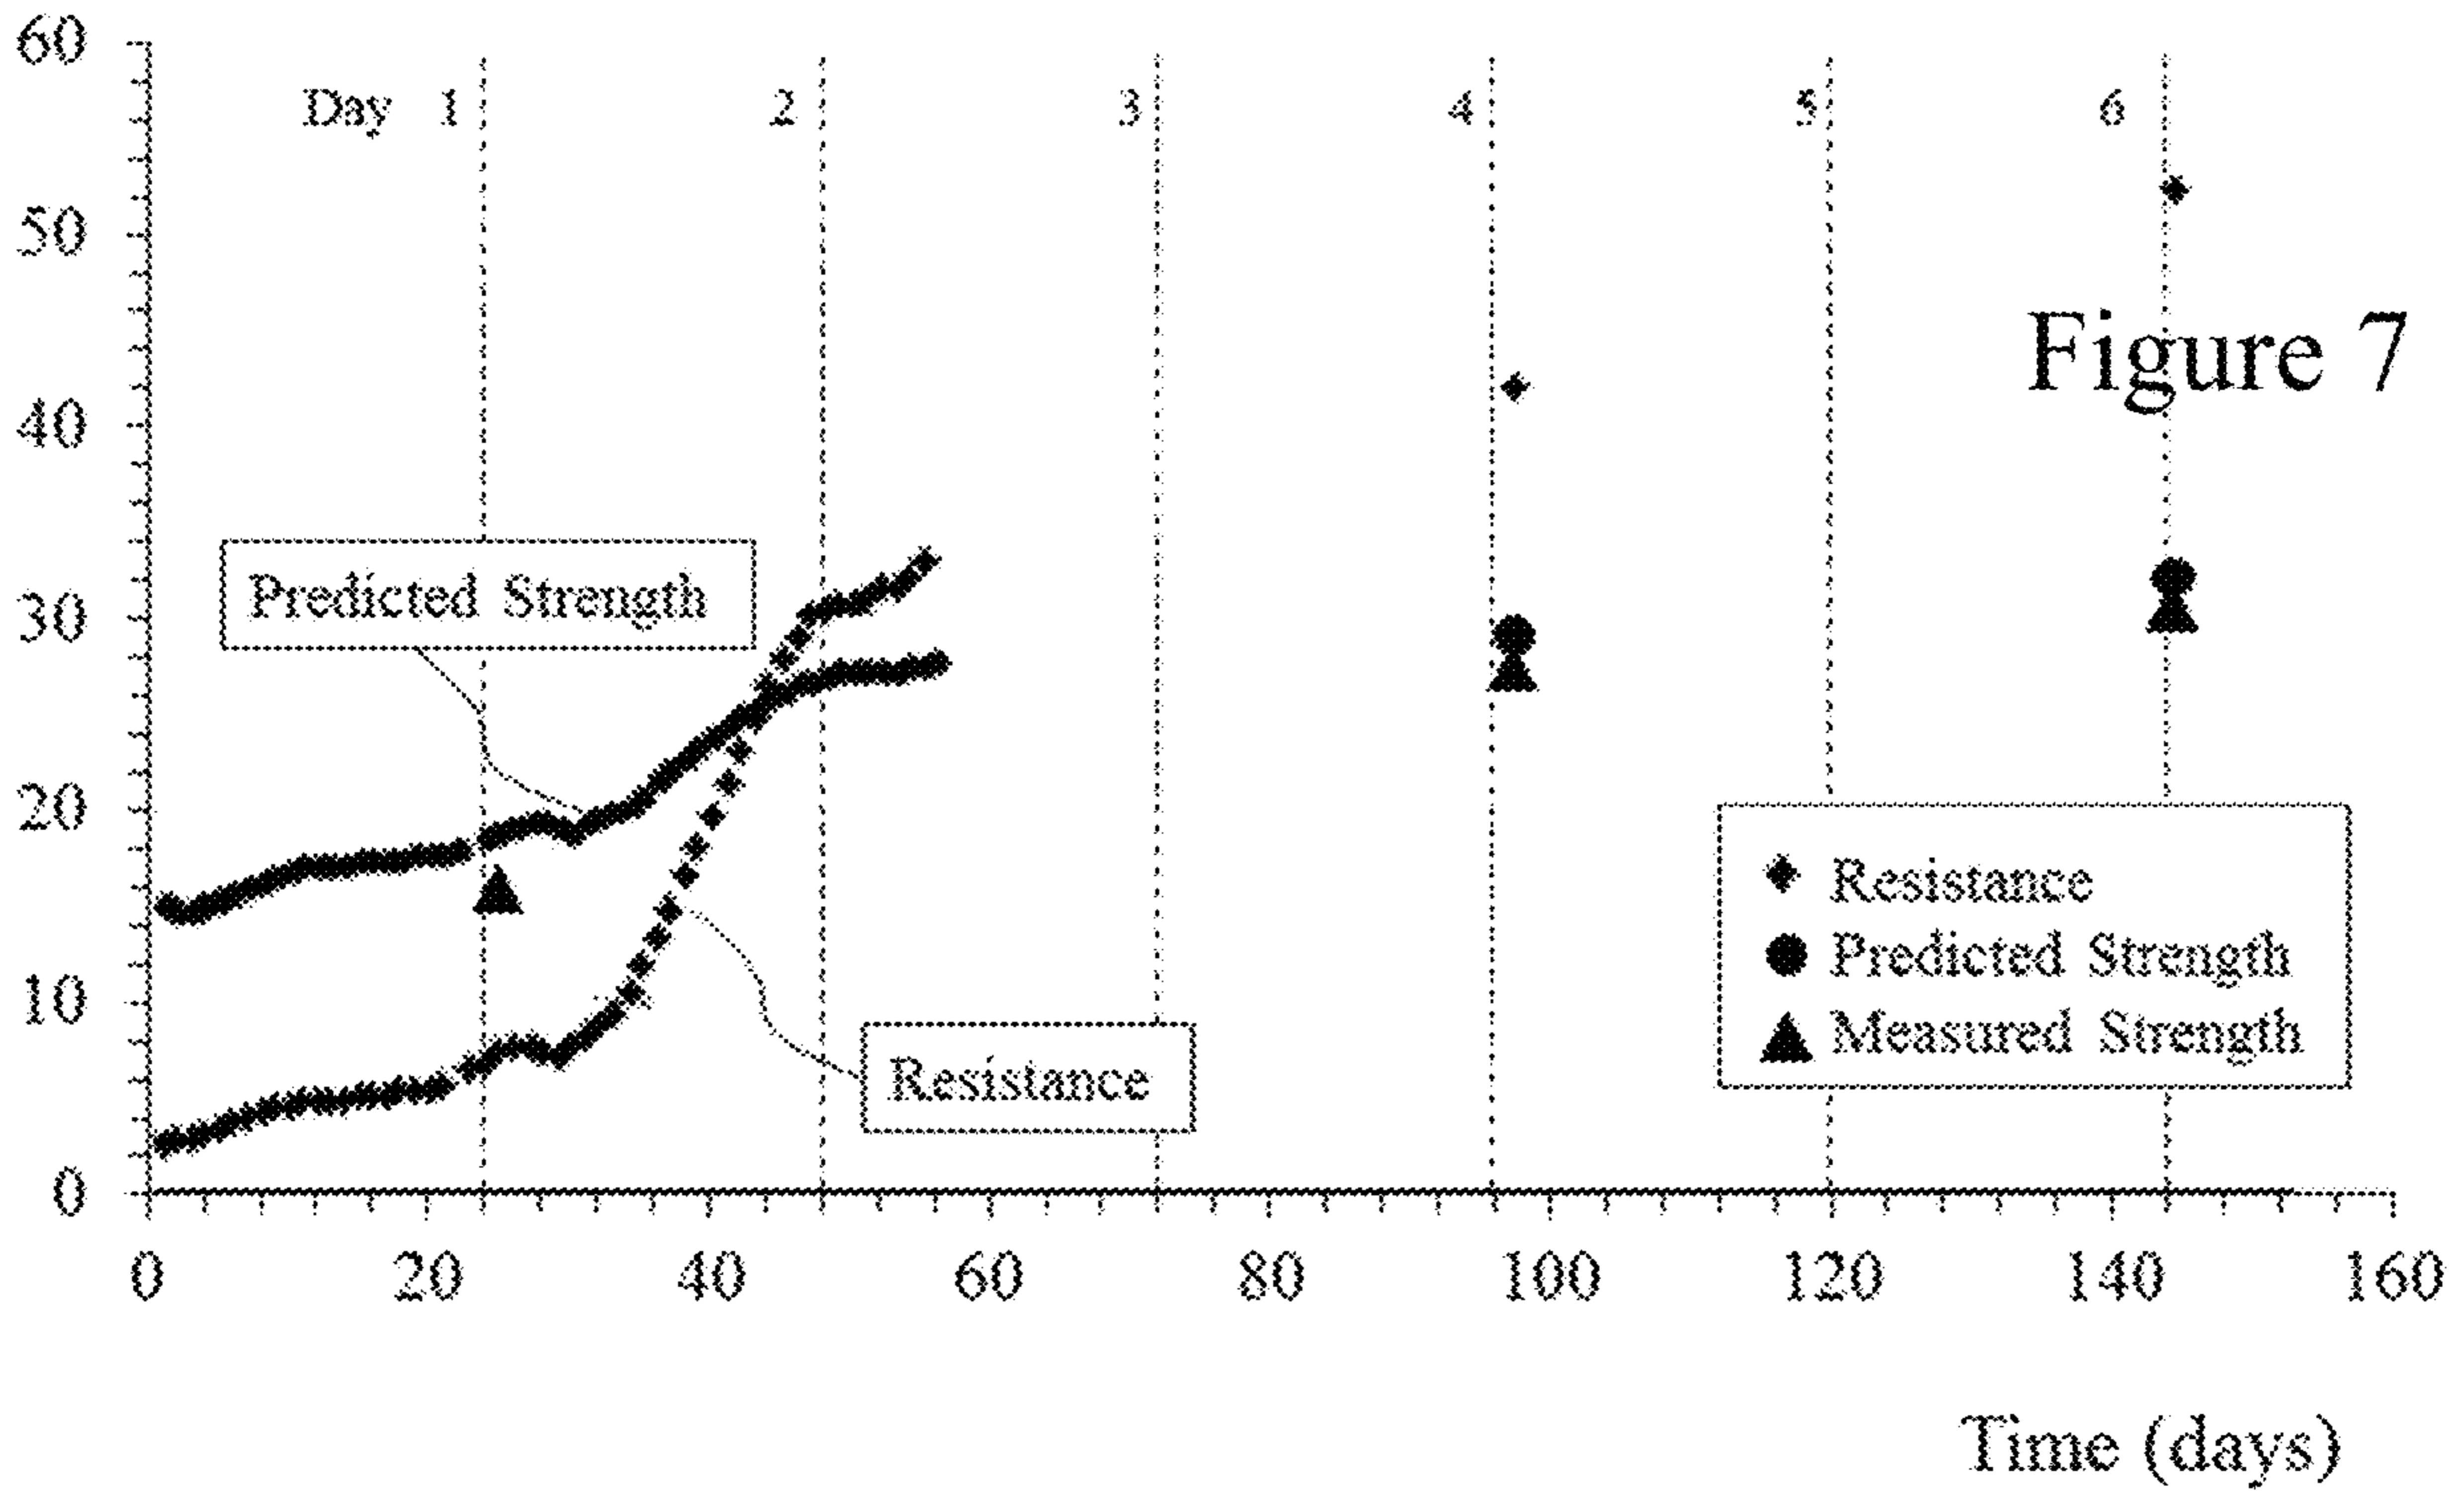 60
Day 1 2 3 4 5 6
50
Figure 7
40
Predicted Strength
30
20
Resistance
Predicted Strength
Measured Strength
10
Resistance
0
0 20 40 60 80 100 120 140 160
Time (days)